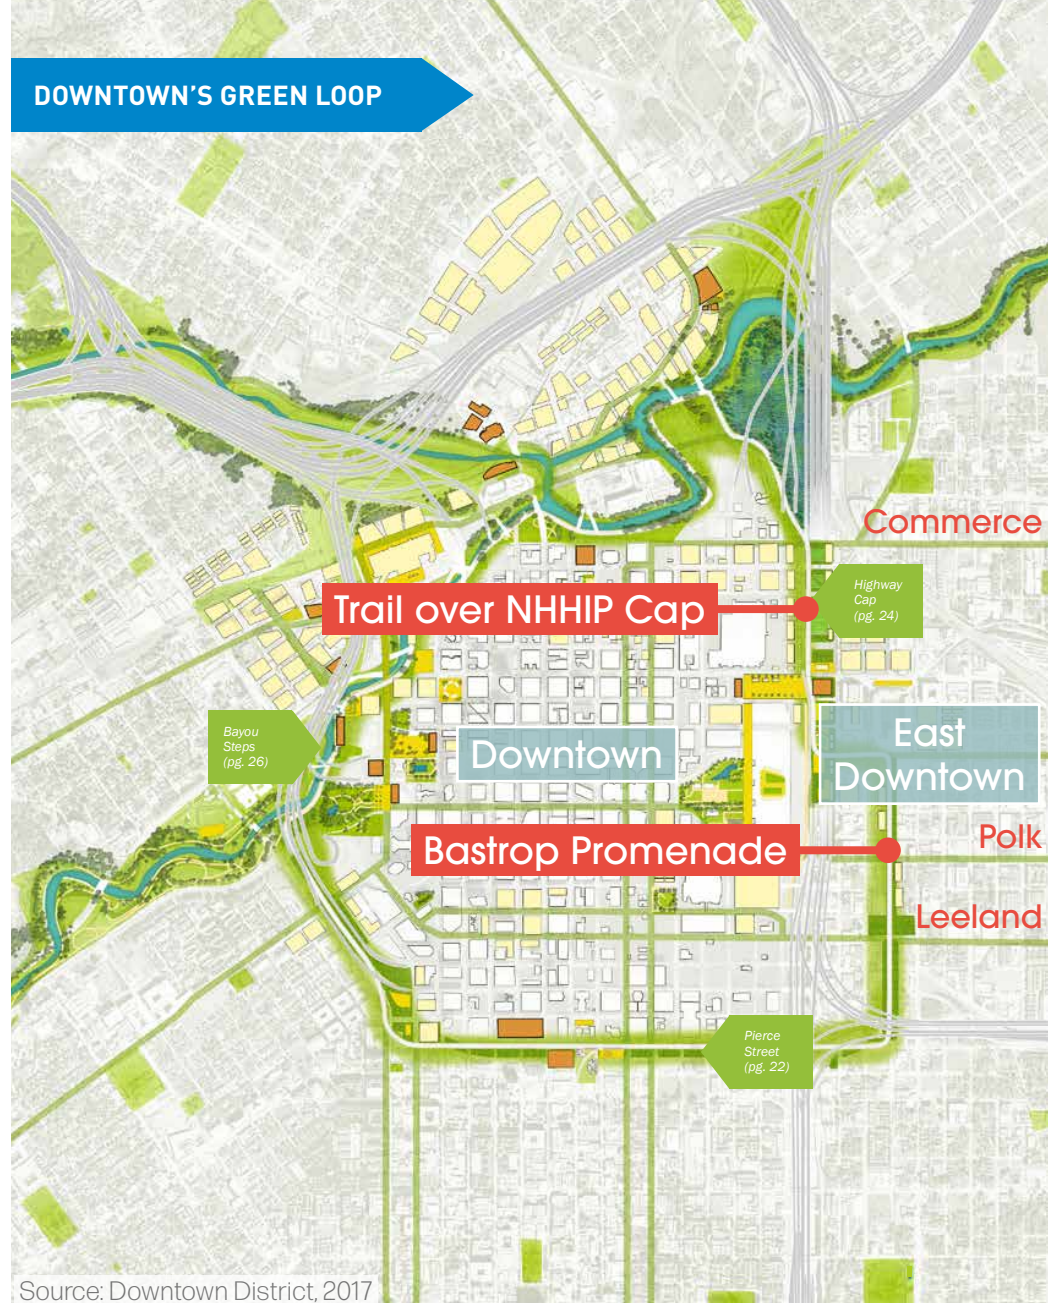 DOWNTOWN'S GREEN LOOP
Commerce
Highway
Cap
(pg. 24)
Trail over NHHIP Cap
Bayou
Steps
(pg. 26)
East
Downtown
Downtown
Polk
Bastrop Promenade
Leeland
Pierce
Street
(pg. 22)
Source: Downtown District, 2017